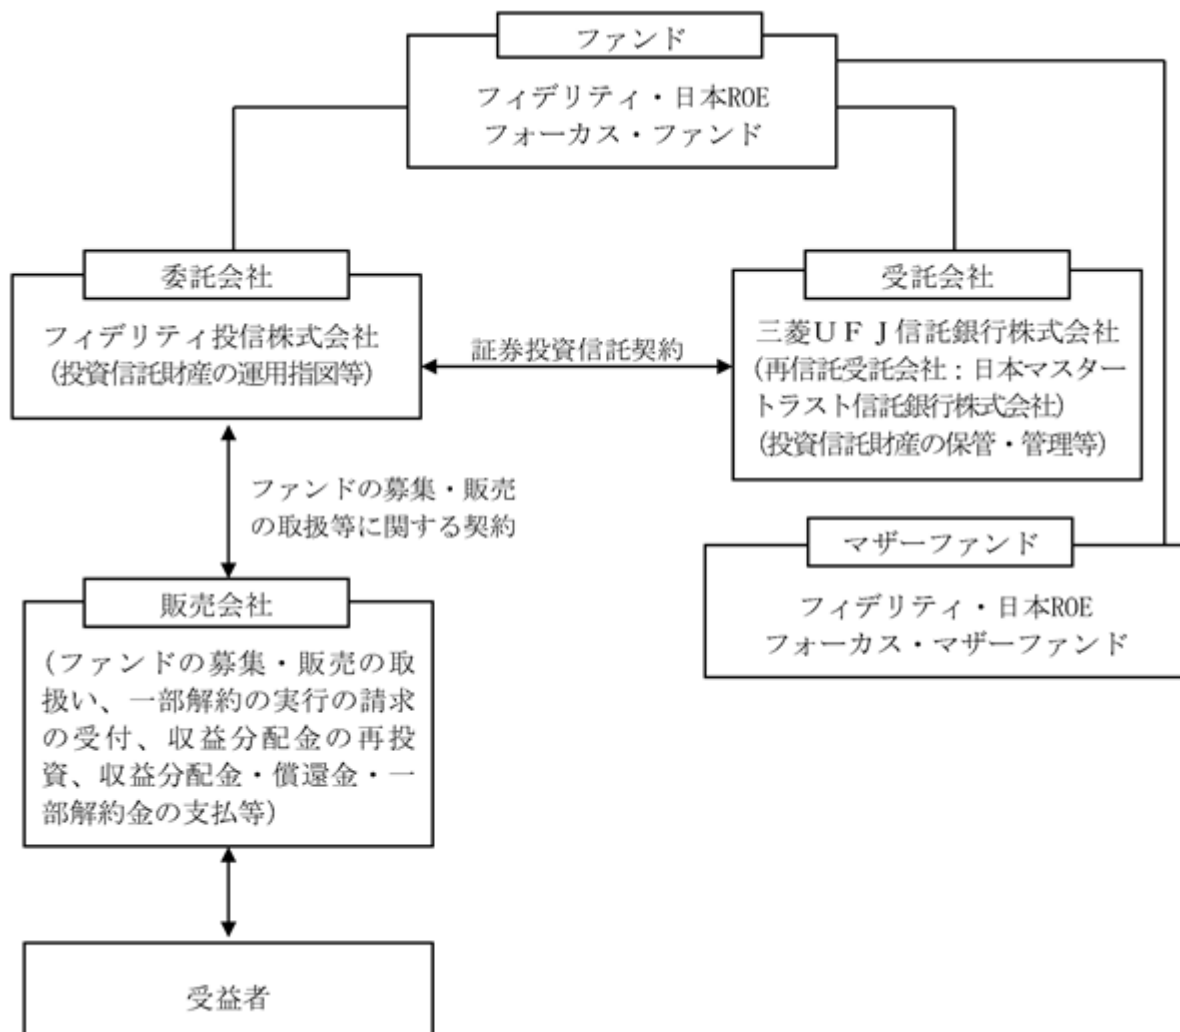 ファンド
フィデリティ・日本ROE
フォーカス・ファンド
委託会社
フィデリティ投信株式会社
(投資信託財産の運用指図等)
証券投資信託契約
受託会社
三菱ＵＦＪ信託銀行株式会社
(再信託受託会社：日本マスター
トラスト信託銀行株式会社)
(投資信託財産の保管・管理等)
ファンドの募集・販売
の取扱等に関する契約
マザーファンド
フィデリティ・日本ROE
フォーカス・マザーファンド
販売会社
(ファンドの募集・販売の取
扱い、一部解約の実行の請求
の受付、収益分配金の再投
資、収益分配金・償還金・一
部解約金の支払等)
受益者